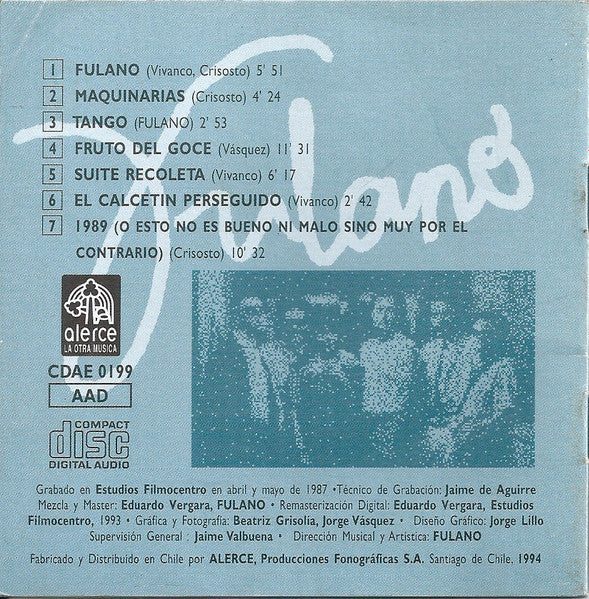 Fulano
1 FULANO (Vivanco, Crisosto) 5' 51
2 MAQUINARIAS (Crisosto) 4' 24
3 TANGO (FULANO) 2' 53
4 FRUTO DEL GOCE (Vásquez) 11' 31
5 SUITE RECOLETA (Vivanco) 6' 17
6 EL CALCETIN PERSEGUIDO (Vivanco) 2' 42
7 1989 (O ESTO NO ES BUENO NI MALO SINO MUY POR EL
CONTRARIO) (Crisosto) 10' 32
alerce
LA OTRA MUSICA
CDAE 0199
AAD
COMPACT
disc
DIGITAL AUDIO
Grabado en Estudios Filmocentro en abril y mayo de 1987 • Técnico de Grabación: Jaime de Aguirre
Mezcla y Master: Eduardo Vergara, FULANO • Remasterización Digital: Eduardo Vergara, Estudios
Filmocentro, 1993 • Gráfica y Fotografía: Beatriz Grisolía, Jorge Vásquez • Diseño Gráfico: Jorge Lillo
Supervisión General : Jaime Valbuena • Dirección Musical y Artística: FULANO
Fabricado y Distribuido en Chile por ALERCE, Producciones Fonográficas S.A. Santiago de Chile, 1994